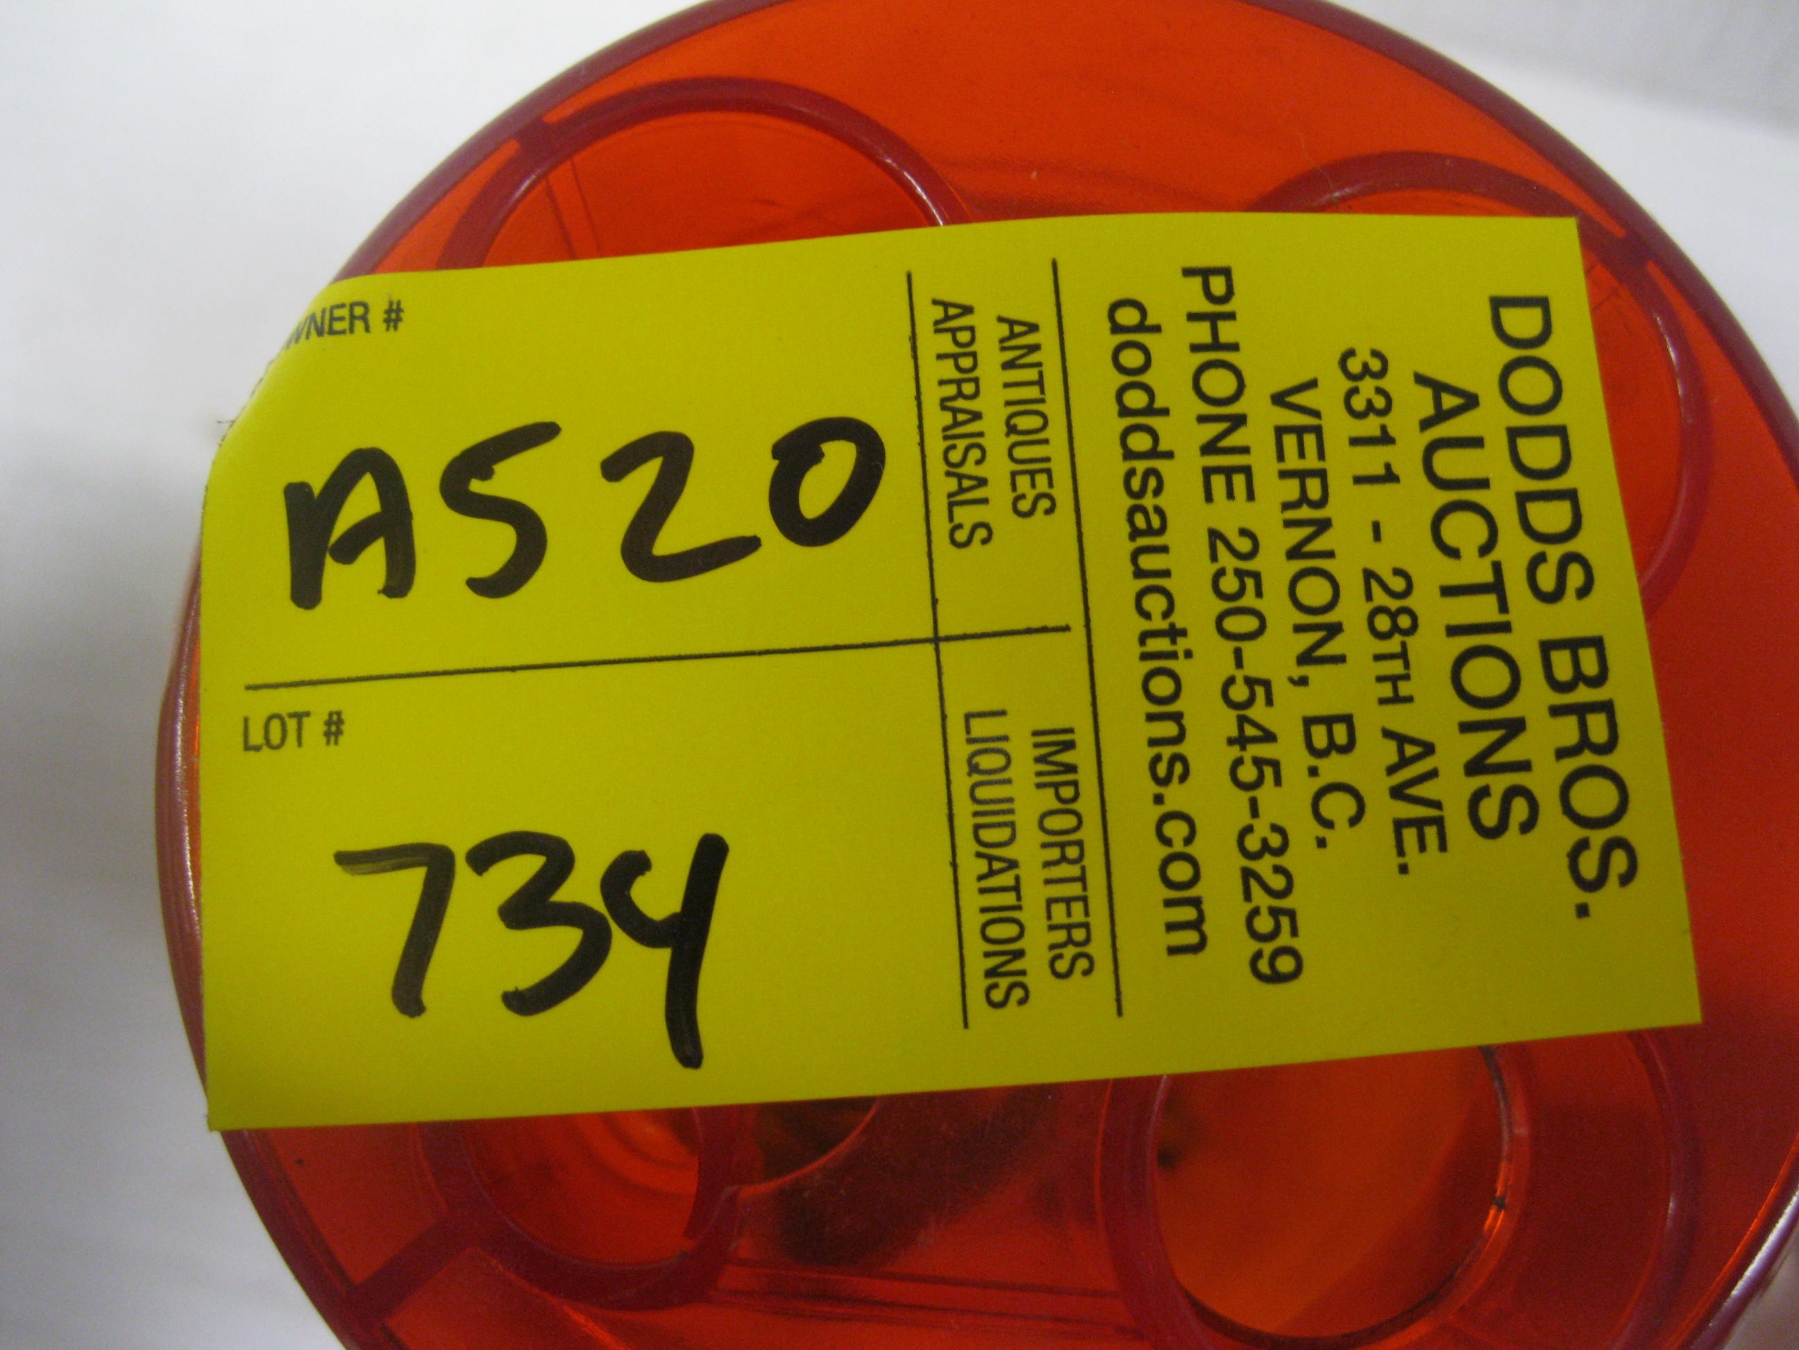 DODDS BROS.
AUCTIONS
3311 - 28TH AVE.
VERNON, B.C.
PHONE 250-545-3259
doddsauctions.com
ANTIQUES
APPRAISALS
IMPORTERS
LIQUIDATIONS
WNER #
A520
LOT #
734